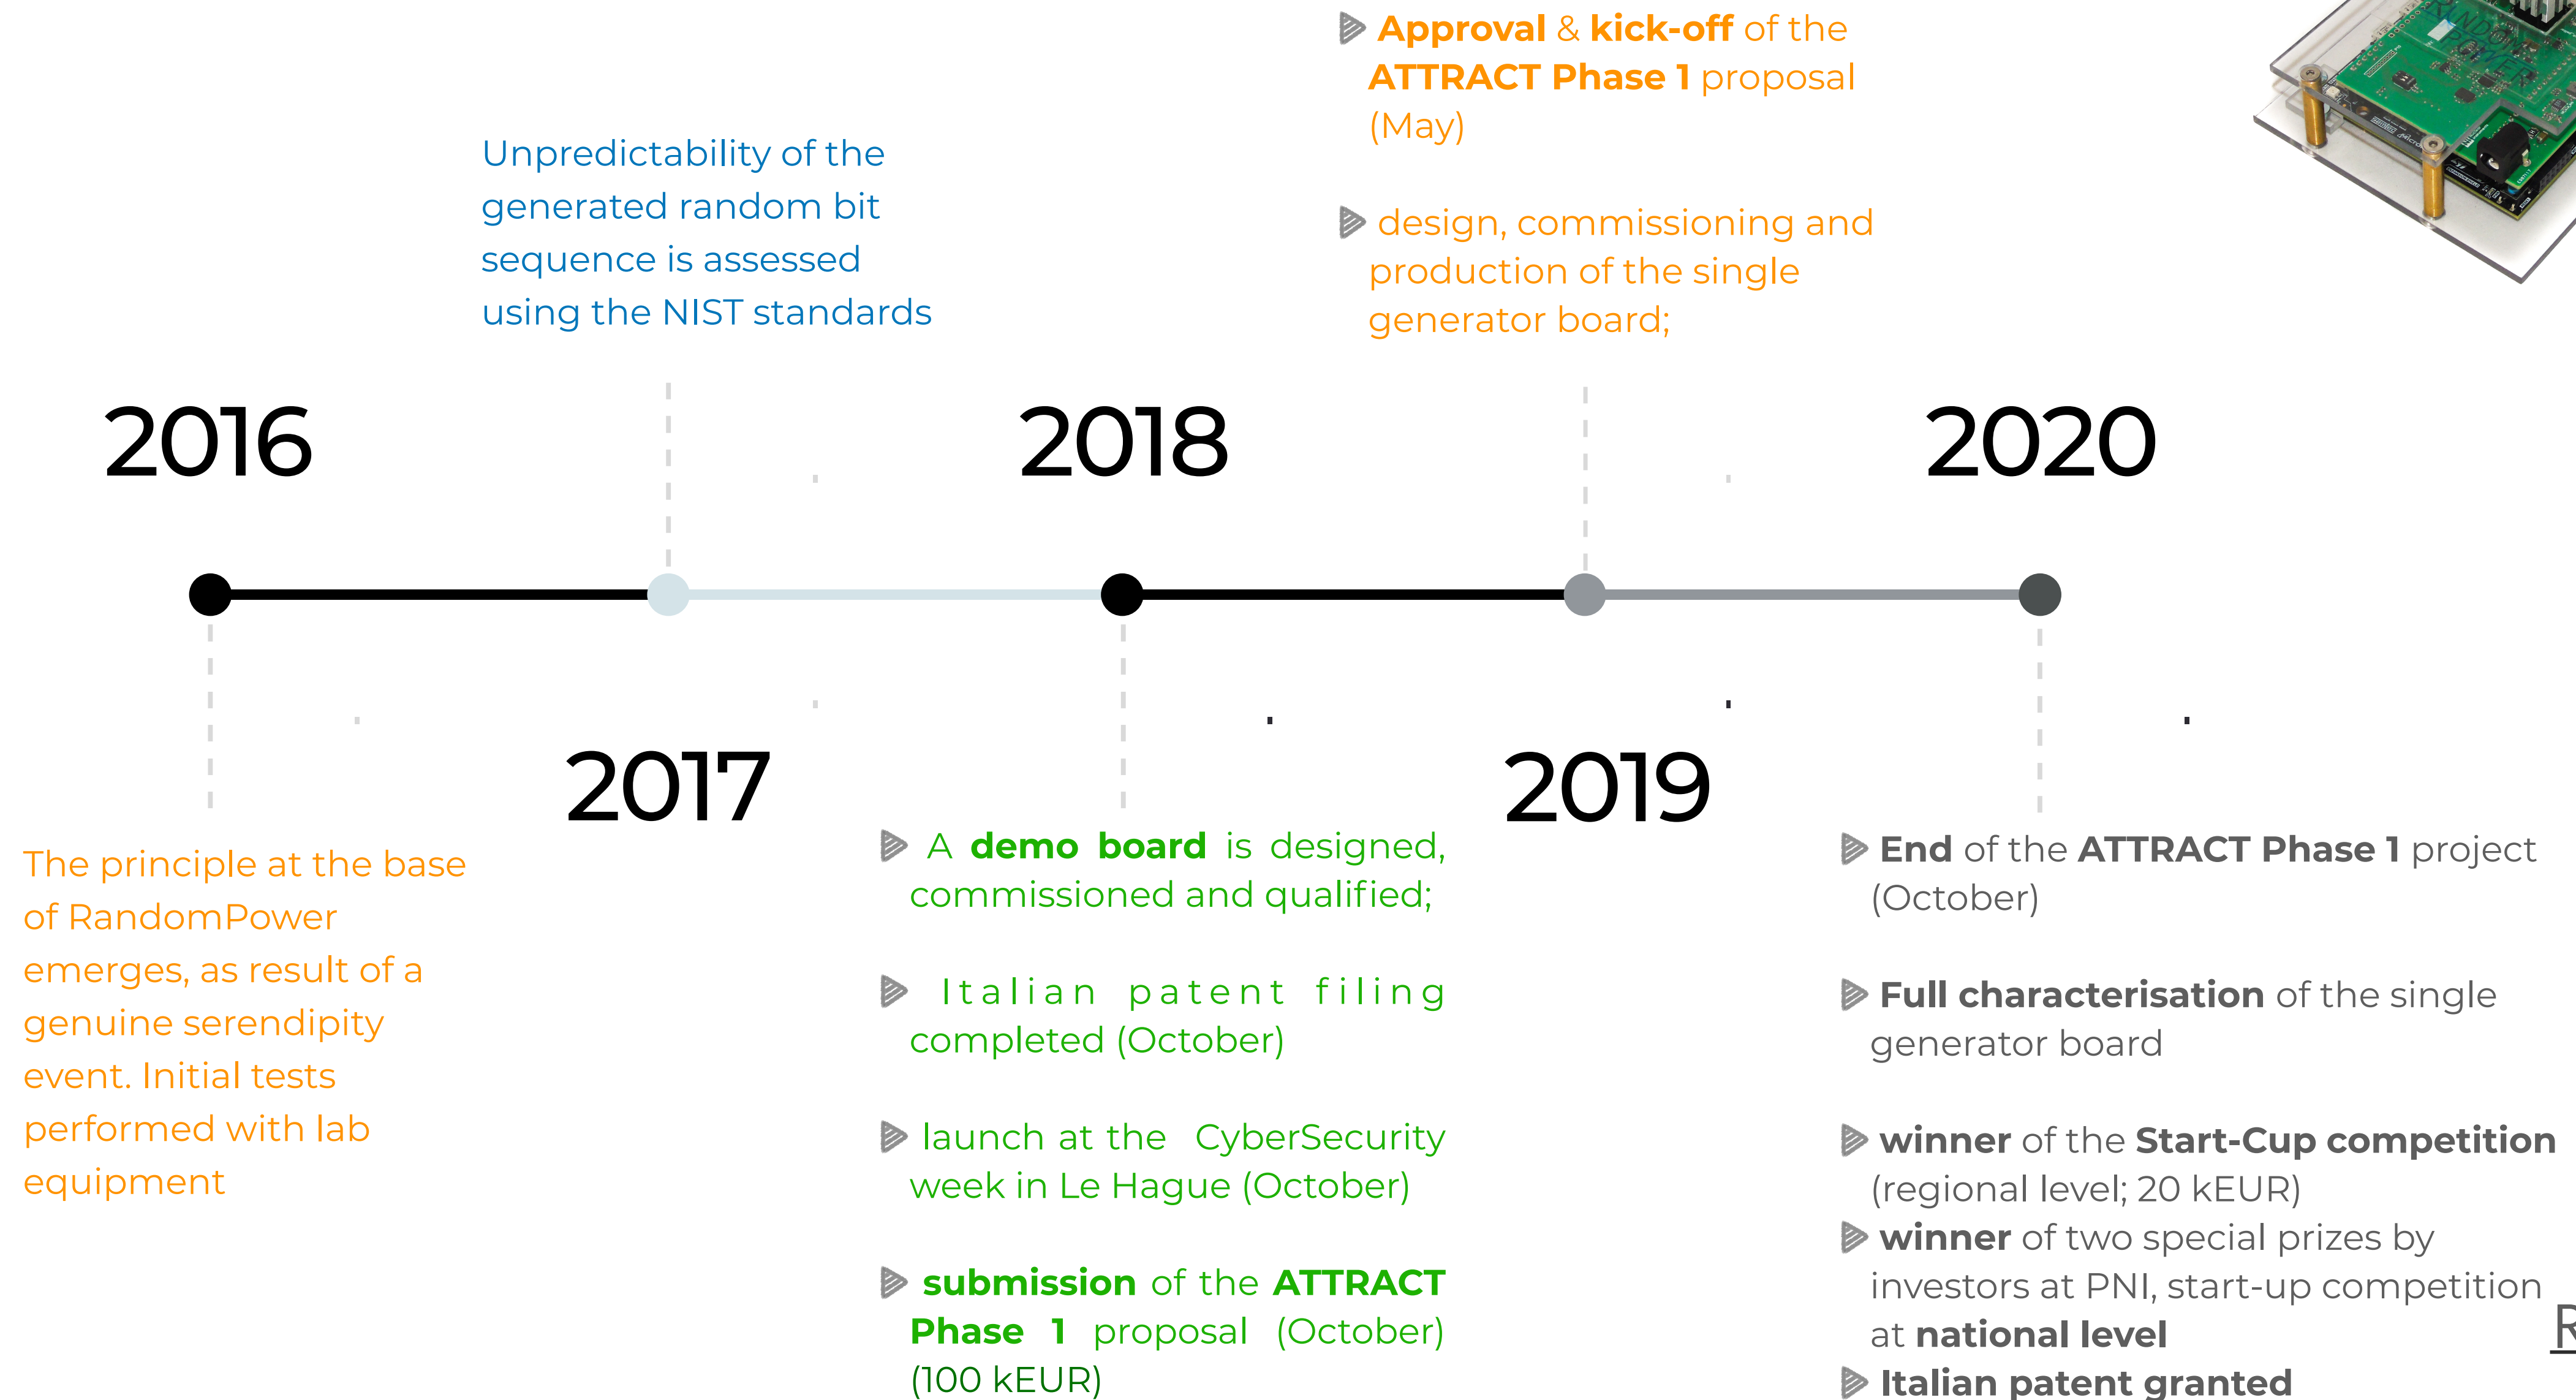 Approval & kick-off of the
ATTRACT Phase 1 proposal
(May)
design, commissioning and
production of the single
generator board;
RANDOM
POWER
Unpredictability of the
generated random bit
sequence is assessed
using the NIST standards
2016
2018
2020
2017
2019
The principle at the base
of RandomPower
emerges, as result of a
genuine serendipity
event. Initial tests
performed with lab
equipment
A demo board is designed,
commissioned and qualified;
Italian patent filing
completed (October)
launch at the CyberSecurity
week in Le Hague (October)
submission of the ATTRACT
Phase 1 proposal (October)
(100 kEUR)
End of the ATTRACT Phase 1 project
(October)
Full characterisation of the single
generator board
winner of the Start-Cup competition
(regional level; 20 kEUR)
winner of two special prizes by
investors at PNI, start-up competition
at national level
Italian patent granted